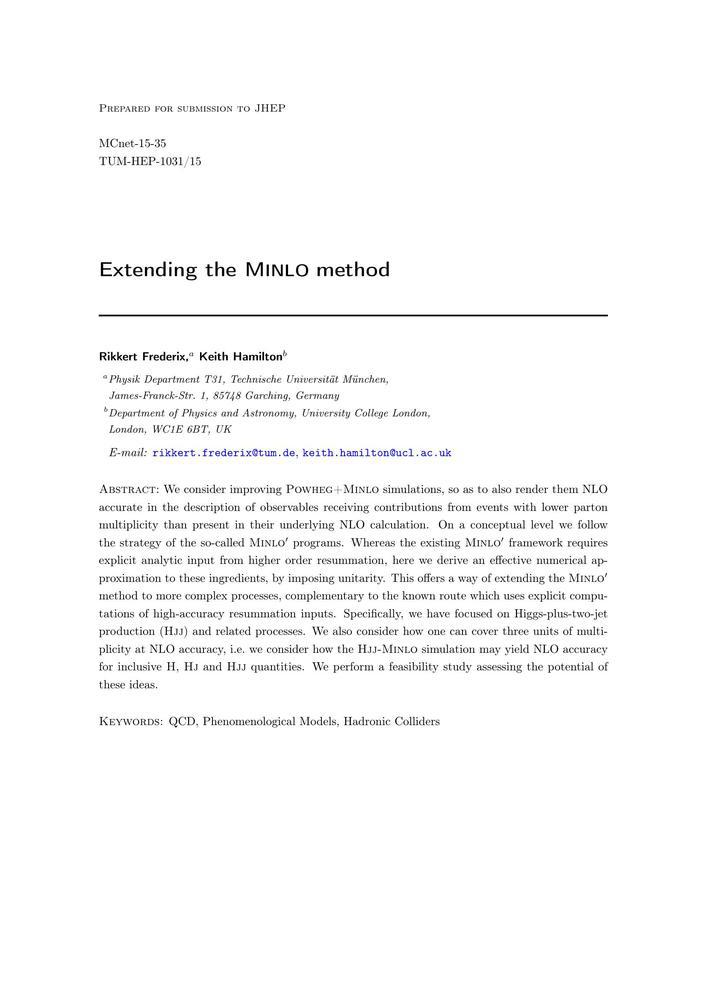 Prepared for submission to JHEP
MCnet-15-35
TUM-HEP-1031/15
Extending the Minlo method
Rikkert Frederix,a Keith Hamiltonb
aPhysik Department T31, Technische Universität München,
James-Franck-Str. 1, 85748 Garching, Germany
bDepartment of Physics and Astronomy, University College London,
London, WC1E 6BT, UK
E-mail: rikkert.frederix@tum.de, keith.hamilton@ucl.ac.uk
Abstract: We consider improving Powheg+Minlo simulations, so as to also render them NLO
accurate in the description of observables receiving contributions from events with lower parton
multiplicity than present in their underlying NLO calculation. On a conceptual level we follow
the strategy of the so-called Minlo′ programs. Whereas the existing Minlo′ framework requires
explicit analytic input from higher order resummation, here we derive an effective numerical ap-
proximation to these ingredients, by imposing unitarity. This offers a way of extending the Minlo′
method to more complex processes, complementary to the known route which uses explicit compu-
tations of high-accuracy resummation inputs. Specifically, we have focused on Higgs-plus-two-jet
production (Hjj) and related processes. We also consider how one can cover three units of multi-
plicity at NLO accuracy, i.e. we consider how the Hjj-Minlo simulation may yield NLO accuracy
for inclusive H, Hj and Hjj quantities. We perform a feasibility study assessing the potential of
these ideas.
Keywords: QCD, Phenomenological Models, Hadronic Colliders